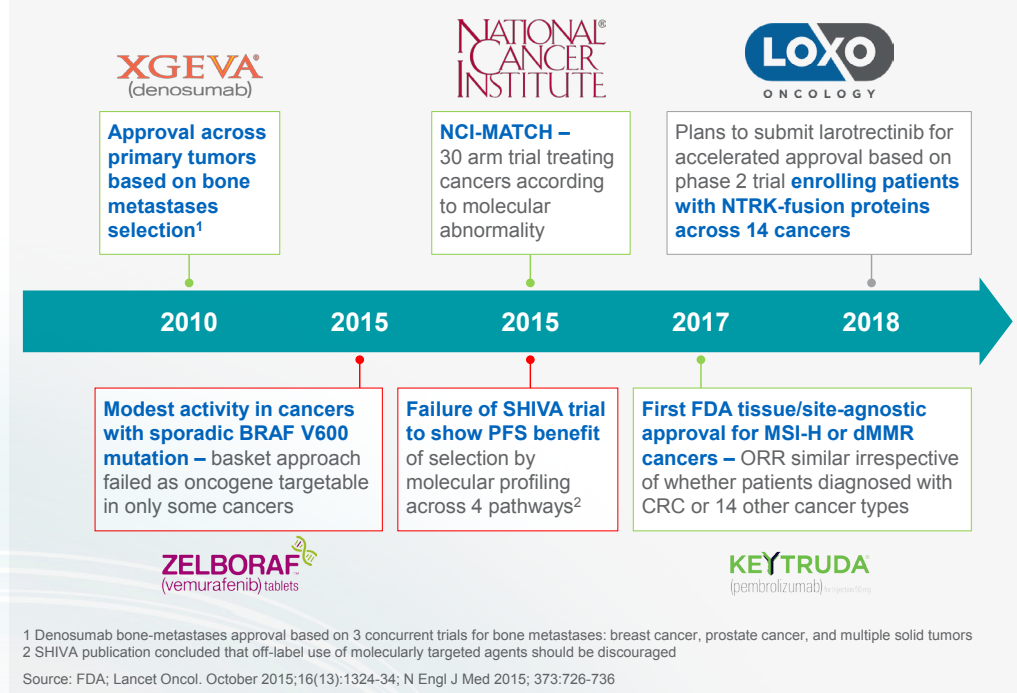 XGEVA®
(denosumab)
NATIONAL®
CANCER
INSTITUTE
LOXO
ONCOLOGY
Approval across
primary tumors
based on bone
metastases
selection1
NCI-MATCH –
30 arm trial treating
cancers according
to molecular
abnormality
Plans to submit larotrectinib for
accelerated approval based on
phase 2 trial enrolling patients
with NTRK-fusion proteins
across 14 cancers
2010
2015
2015
2017
2018
Modest activity in cancers
with sporadic BRAF V600
mutation – basket approach
failed as oncogene targetable
in only some cancers
Failure of SHIVA trial
to show PFS benefit
of selection by
molecular profiling
across 4 pathways2
First FDA tissue/site-agnostic
approval for MSI-H or dMMR
cancers – ORR similar irrespective
of whether patients diagnosed with
CRC or 14 other cancer types
ZELBORAF
(vemurafenib) tablets
KEYTRUDA®
(pembrolizumab)
1 Denosumab bone-metastases approval based on 3 concurrent trials for bone metastases: breast cancer, prostate cancer, and multiple solid tumors
2 SHIVA publication concluded that off-label use of molecularly targeted agents should be discouraged
Source: FDA; Lancet Oncol. October 2015;16(13):1324-34; N Engl J Med 2015; 373:726-736